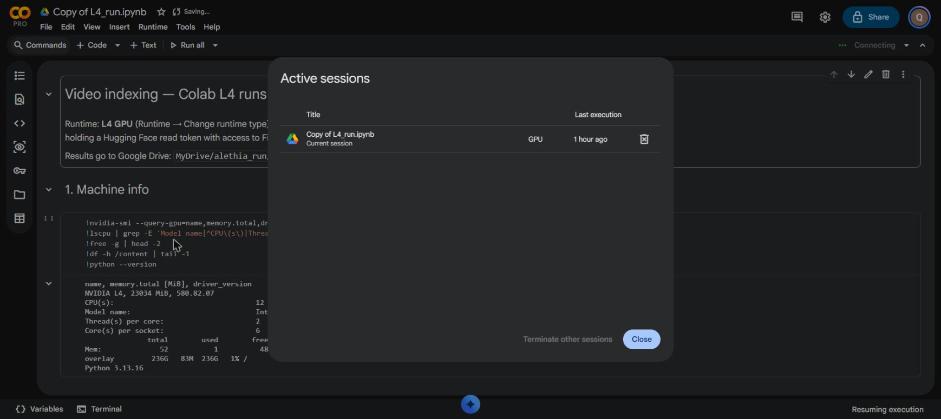 Copy of L4_run.ipynb
Saving...
PRO
File Edit View Insert Runtime Tools Help
Share
Q
Commands + Code + Text Run all
Connecting
Active sessions
Title Last execution
Copy of L4_run.ipynb GPU 1 hour ago
Current session
Terminate other sessions Close
Video indexing — Colab L4 runs
Runtime: L4 GPU (Runtime → Change runtime type)
holding a Hugging Face read token with access to Fi
Results go to Google Drive: MyDrive/alethia_run
1. Machine info
[ ]
!nvidia-smi --query-gpu=name,memory.total,dr
!lscpu | grep -E 'Model name|^CPU\(s\)|Threa
!free -g | head -2
!df -h /content | tail -1
!python --version
name, memory.total [MiB], driver_version
NVIDIA L4, 23034 MiB, 580.82.07
CPU(s): 12
Model name: Int
Thread(s) per core: 2
Core(s) per socket: 6
total used free
Mem: 52 1 48
overlay 236G 83M 236G 1% /
Python 3.13.16
Variables Terminal
Resuming execution